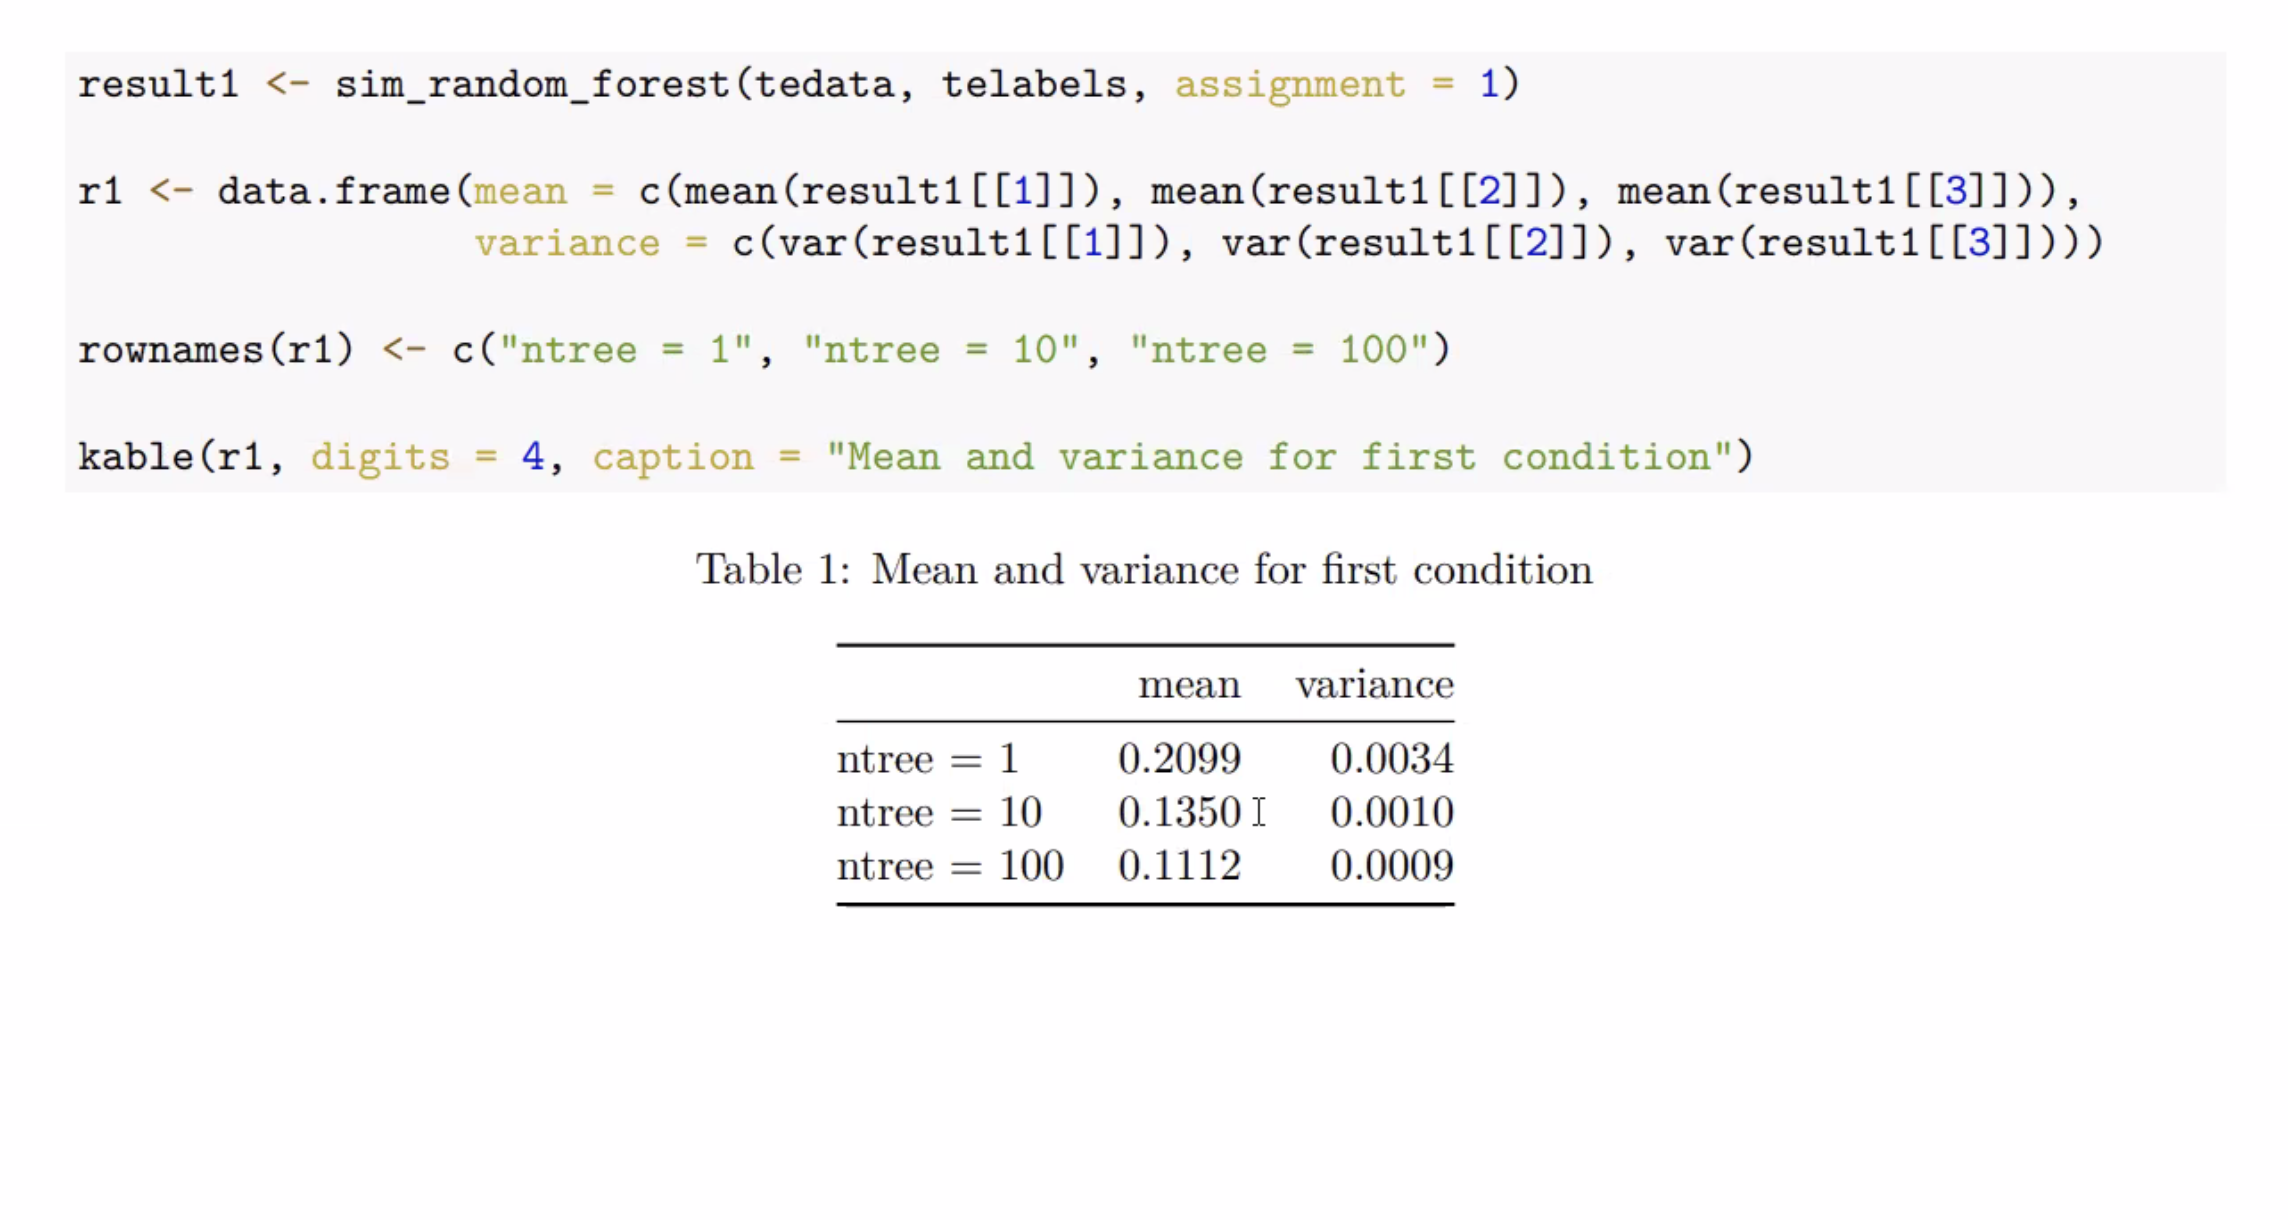 result1 <- sim_random_forest(tedata, telabels, assignment = 1)
r1 <- data.frame(mean = c(mean(result1[[1]]), mean(result1[[2]]), mean(result1[[3]])),
variance = c(var(result1[[1]]), var(result1[[2]]), var(result1[[3]])))
rownames(r1) <- c("ntree = 1", "ntree = 10", "ntree = 100")
kable(r1, digits = 4, caption = "Mean and variance for first condition")
Table 1: Mean and variance for first condition
mean variance
ntree = 1 0.2099 0.0034
ntree = 10 0.1350 0.0010
ntree = 100 0.1112 0.0009